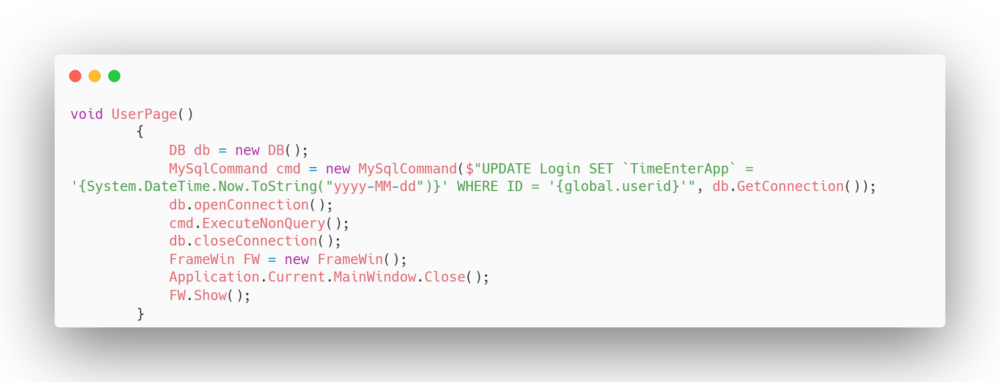 void UserPage()
        {
            DB db = new DB();
            MySqlCommand cmd = new MySqlCommand($"UPDATE Login SET `TimeEnterApp` =
'{System.DateTime.Now.ToString("yyyy-MM-dd")}' WHERE ID = '{global.userid}'", db.GetConnection());
            db.openConnection();
            cmd.ExecuteNonQuery();
            db.closeConnection();
            FrameWin FW = new FrameWin();
            Application.Current.MainWindow.Close();
            FW.Show();
        }